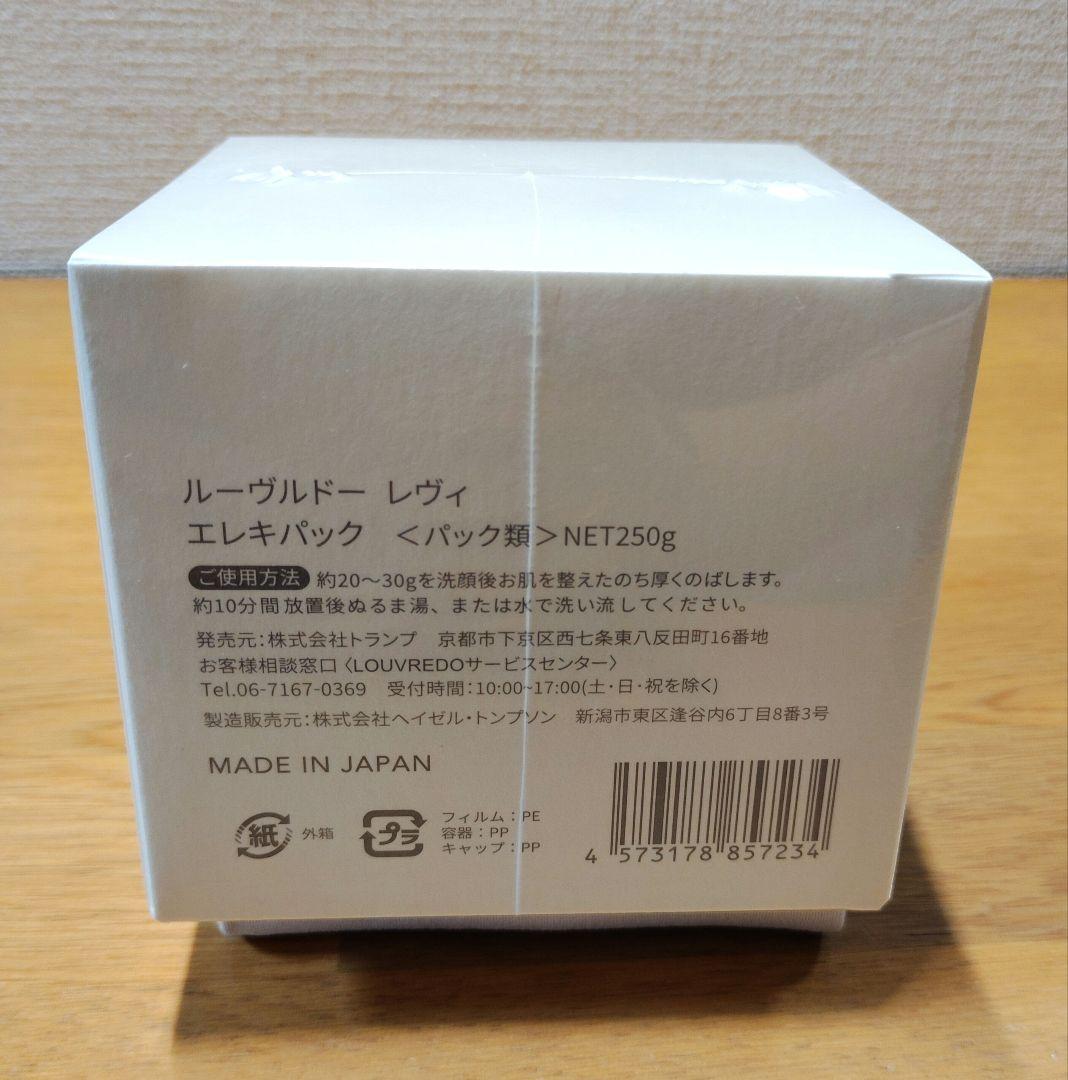 ルーヴルドー レヴィ
エレキパック ＜パック類＞NET250g
ご使用方法 約20～30gを洗顔後お肌を整えたのち厚くのばします。
約10分間放置後ぬるま湯、または水で洗い流してください。
発売元：株式会社トランプ 京都市下京区西七条東八反田町16番地
お客様相談窓口〈LOUVREDOサービスセンター〉
Tel.06-7167-0369 受付時間：10:00~17:00(土・日・祝を除く)
製造販売元：株式会社ヘイゼル・トンプソン 新潟市東区逢谷内6丁目8番3号
MADE IN JAPAN
紙 外箱
プラ
フィルム：PE
容器：PP
キャップ：PP
4 573178 857234